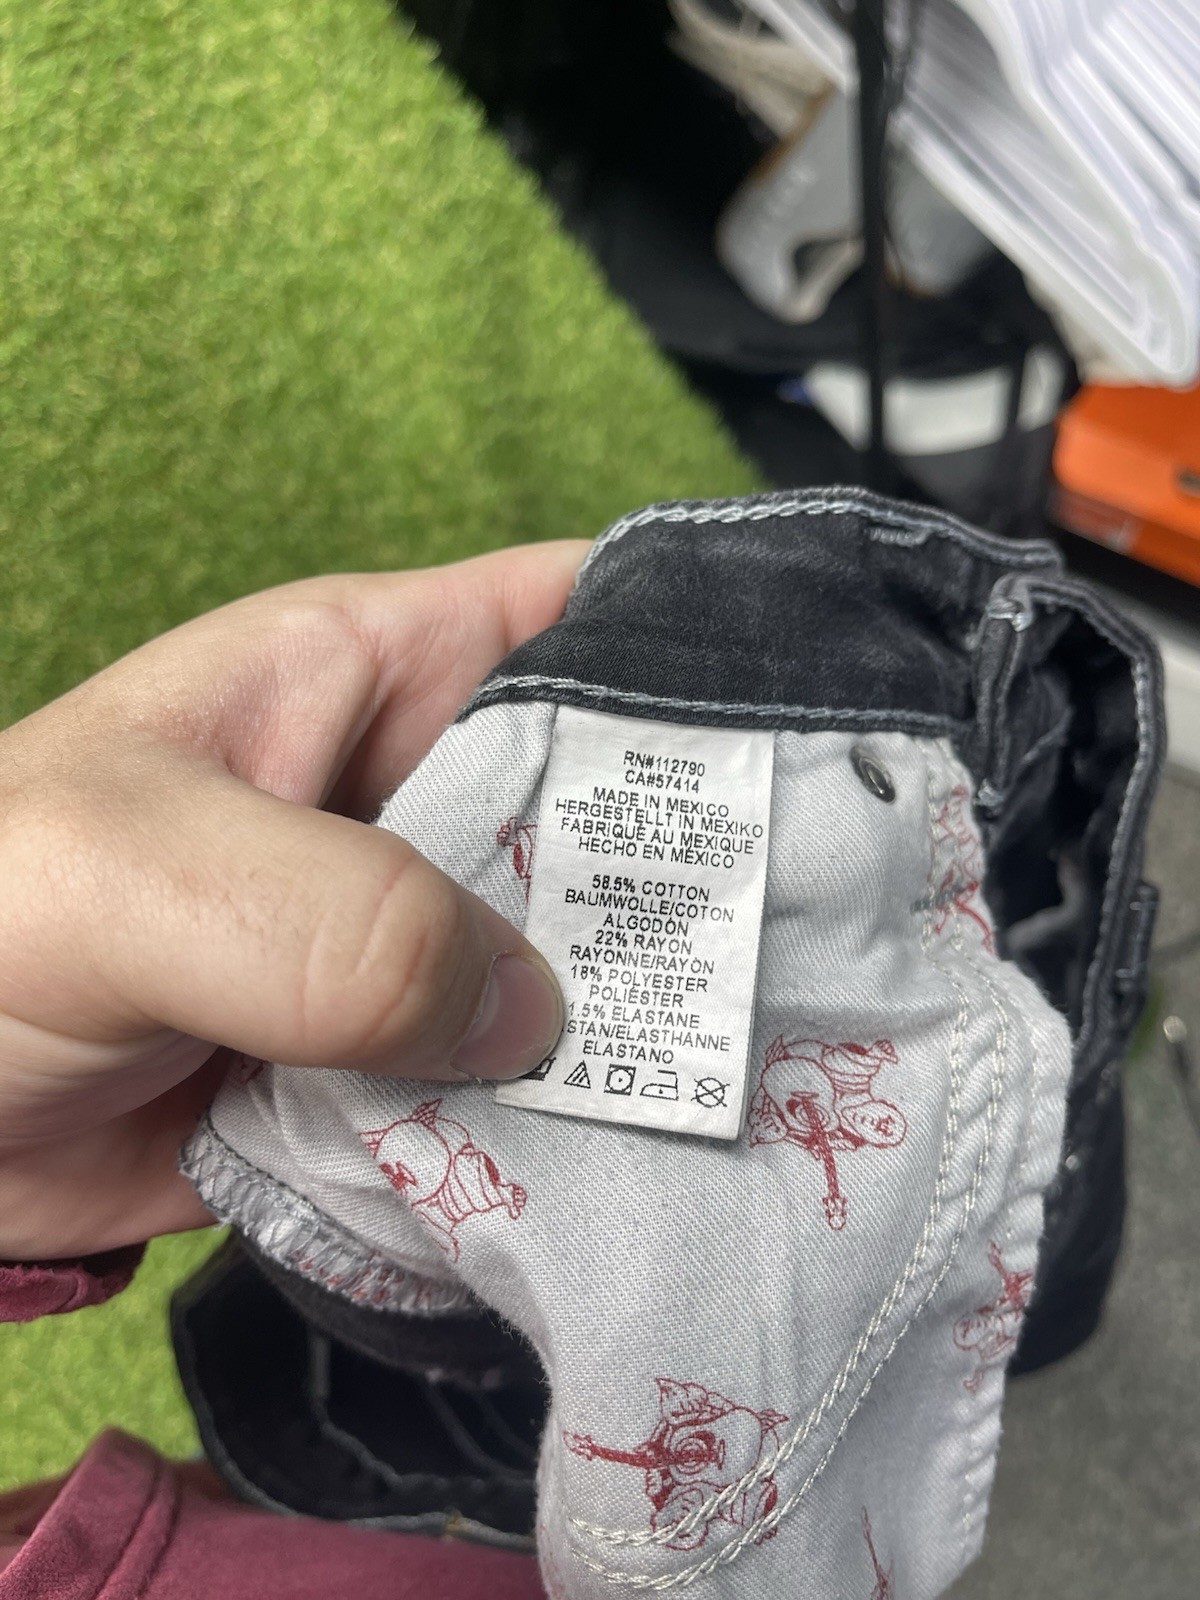 RN#112790
CA#57414
MADE IN MEXICO
HERGESTELLT IN MEXIKO
FABRIQUÉ AU MEXIQUE
HECHO EN MÉXICO
58.5% COTTON
BAUMWOLLE/COTON
ALGODÓN
22% RAYON
RAYONNE/RAYÓN
18% POLYESTER
POLIÉSTER
1.5% ELASTANE
STAN/ELASTHANNE
ELASTANO